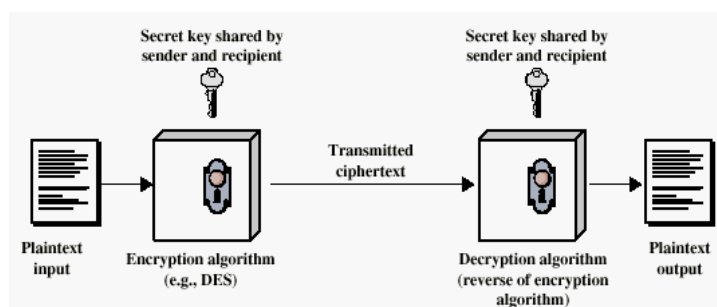 Secret key shared by
sender and recipient
Secret key shared by
sender and recipient
Transmitted
ciphertext
Plaintext
input
Encryption algorithm
(e.g., DES)
Decryption algorithm
(reverse of encryption
algorithm)
Plaintext
output